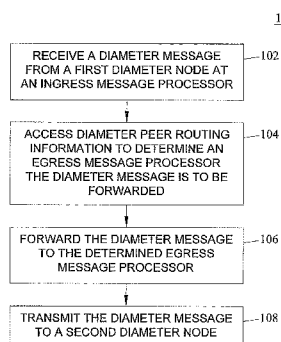 1
RECEIVE A DIAMETER MESSAGE
FROM A FIRST DIAMETER NODE AT
AN INGRESS MESSAGE PROCESSOR
102
ACCESS DIAMETER PEER ROUTING
INFORMATION TO DETERMINE AN
EGRESS MESSAGE PROCESSOR
THE DIAMETER MESSAGE IS TO BE
FORWARDED
104
FORWARD THE DIAMETER MESSAGE
TO THE DETERMINED EGRESS
MESSAGE PROCESSOR
106
TRANSMIT THE DIAMETER MESSAGE
TO A SECOND DIAMETER NODE
108